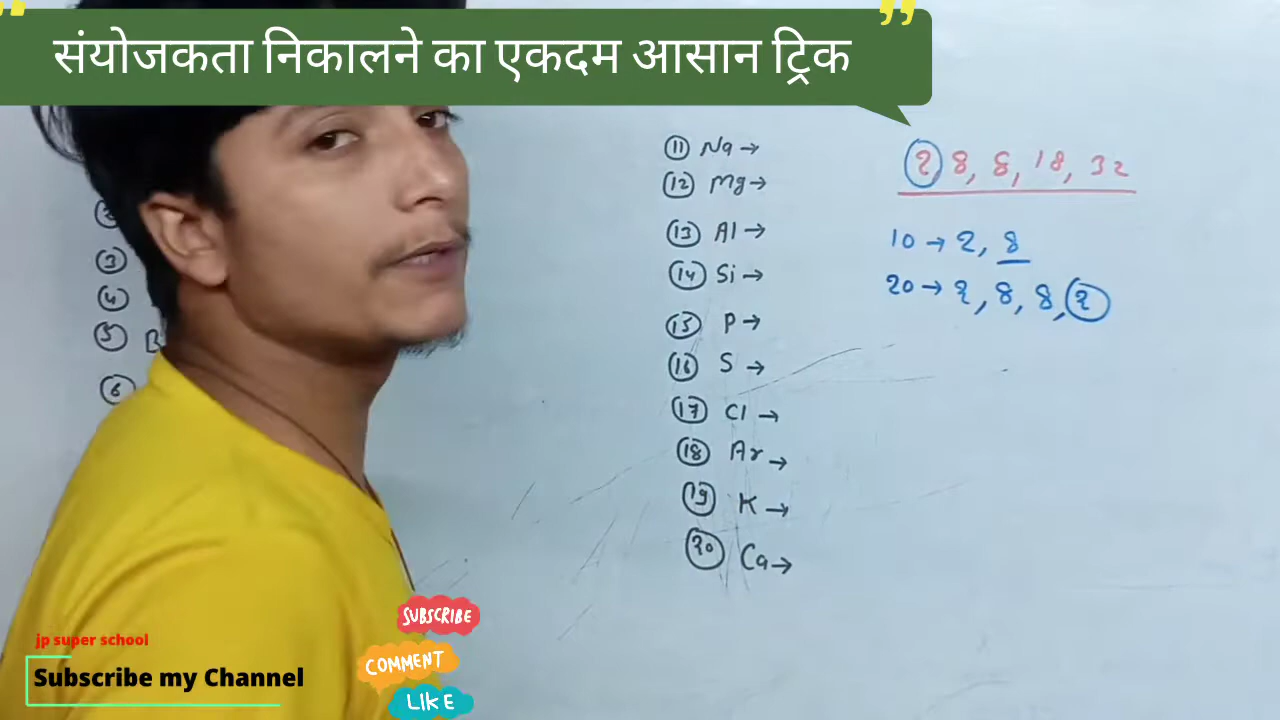 संयोजकता निकालने का एकदम आसान ट्रिक
3
4
5 B
6
11 Na →
12 Mg →
13 Al →
14 Si →
15 P →
16 S →
17 Cl →
18 Ar →
19 K →
20 Ca →
2 8, 8, 18, 32
10 → 2, 8
20 → 2, 8, 8, 2
SUBSCRIBE
COMMENT
LIKE
jp super school
Subscribe my Channel